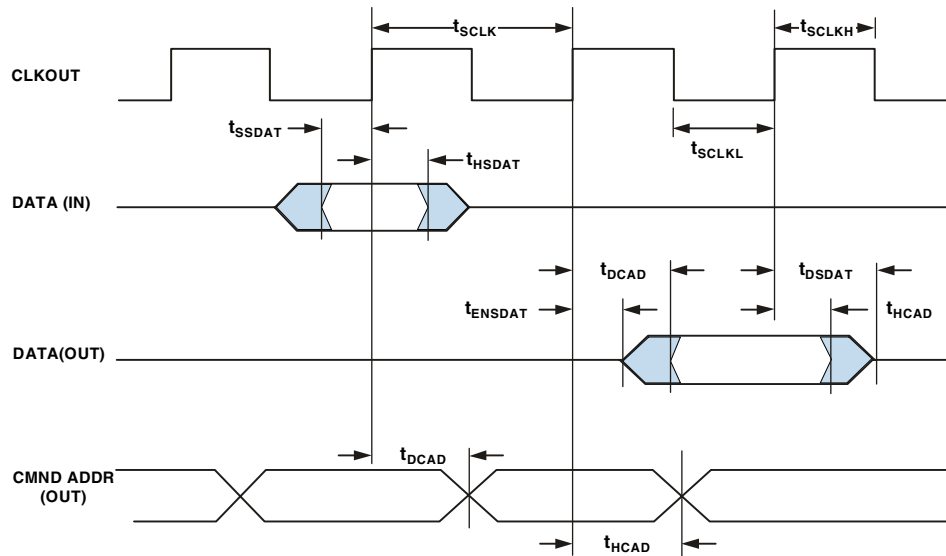 tSCLK
tSCLKH
CLKOUT
tSSDAT
tHSDAT
tSCLKL
DATA (IN)
tDCAD
tDSDAT
tENSDAT
tHCAD
DATA(OUT)
tDCAD
CMND ADDR
(OUT)
tHCAD